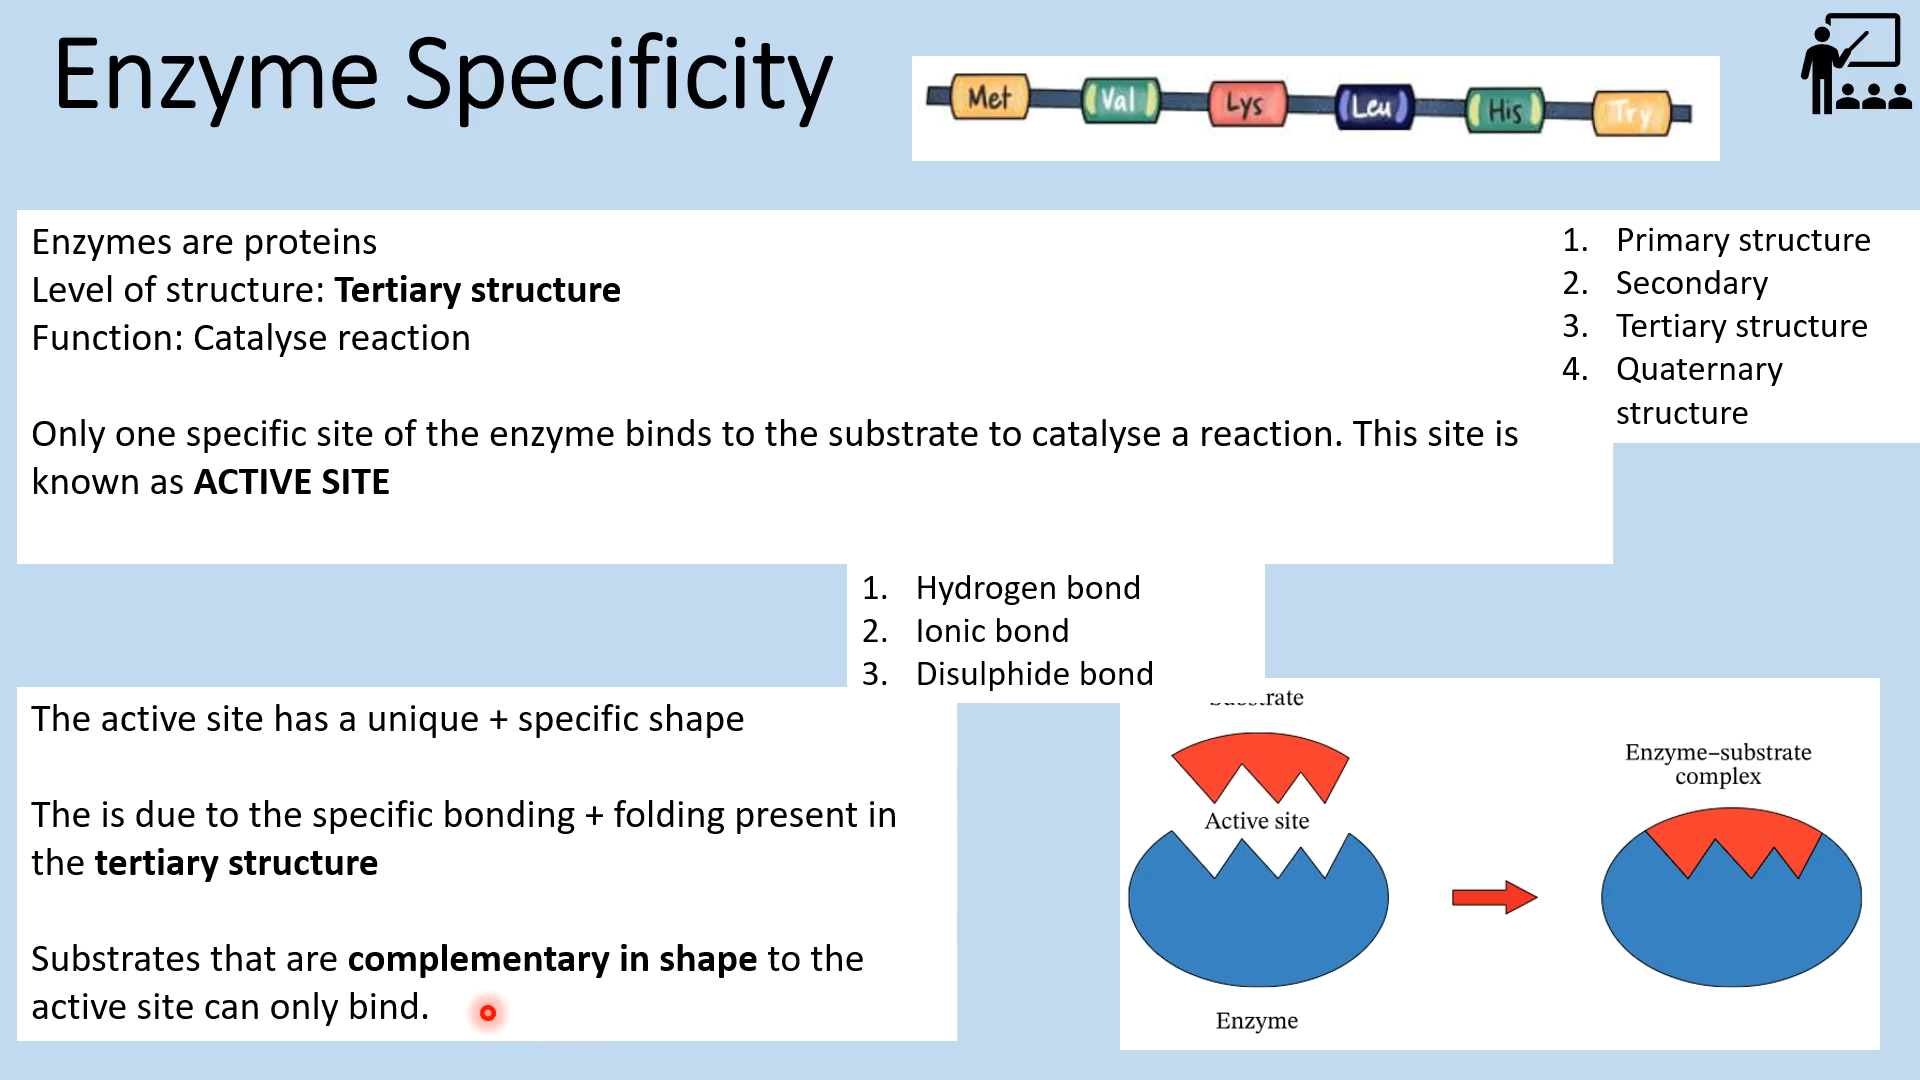 Enzyme Specificity
Met Val Lys Leu His Try
Enzymes are proteins
Level of structure: Tertiary structure
Function: Catalyse reaction
Only one specific site of the enzyme binds to the substrate to catalyse a reaction. This site is
known as ACTIVE SITE
1. Primary structure
2. Secondary
3. Tertiary structure
4. Quaternary
structure
1. Hydrogen bond
2. Ionic bond
3. Disulphide bond
The active site has a unique + specific shape
The is due to the specific bonding + folding present in
the tertiary structure
Substrates that are complementary in shape to the
active site can only bind.
Substrate
Active site
Enzyme
Enzyme–substrate
complex